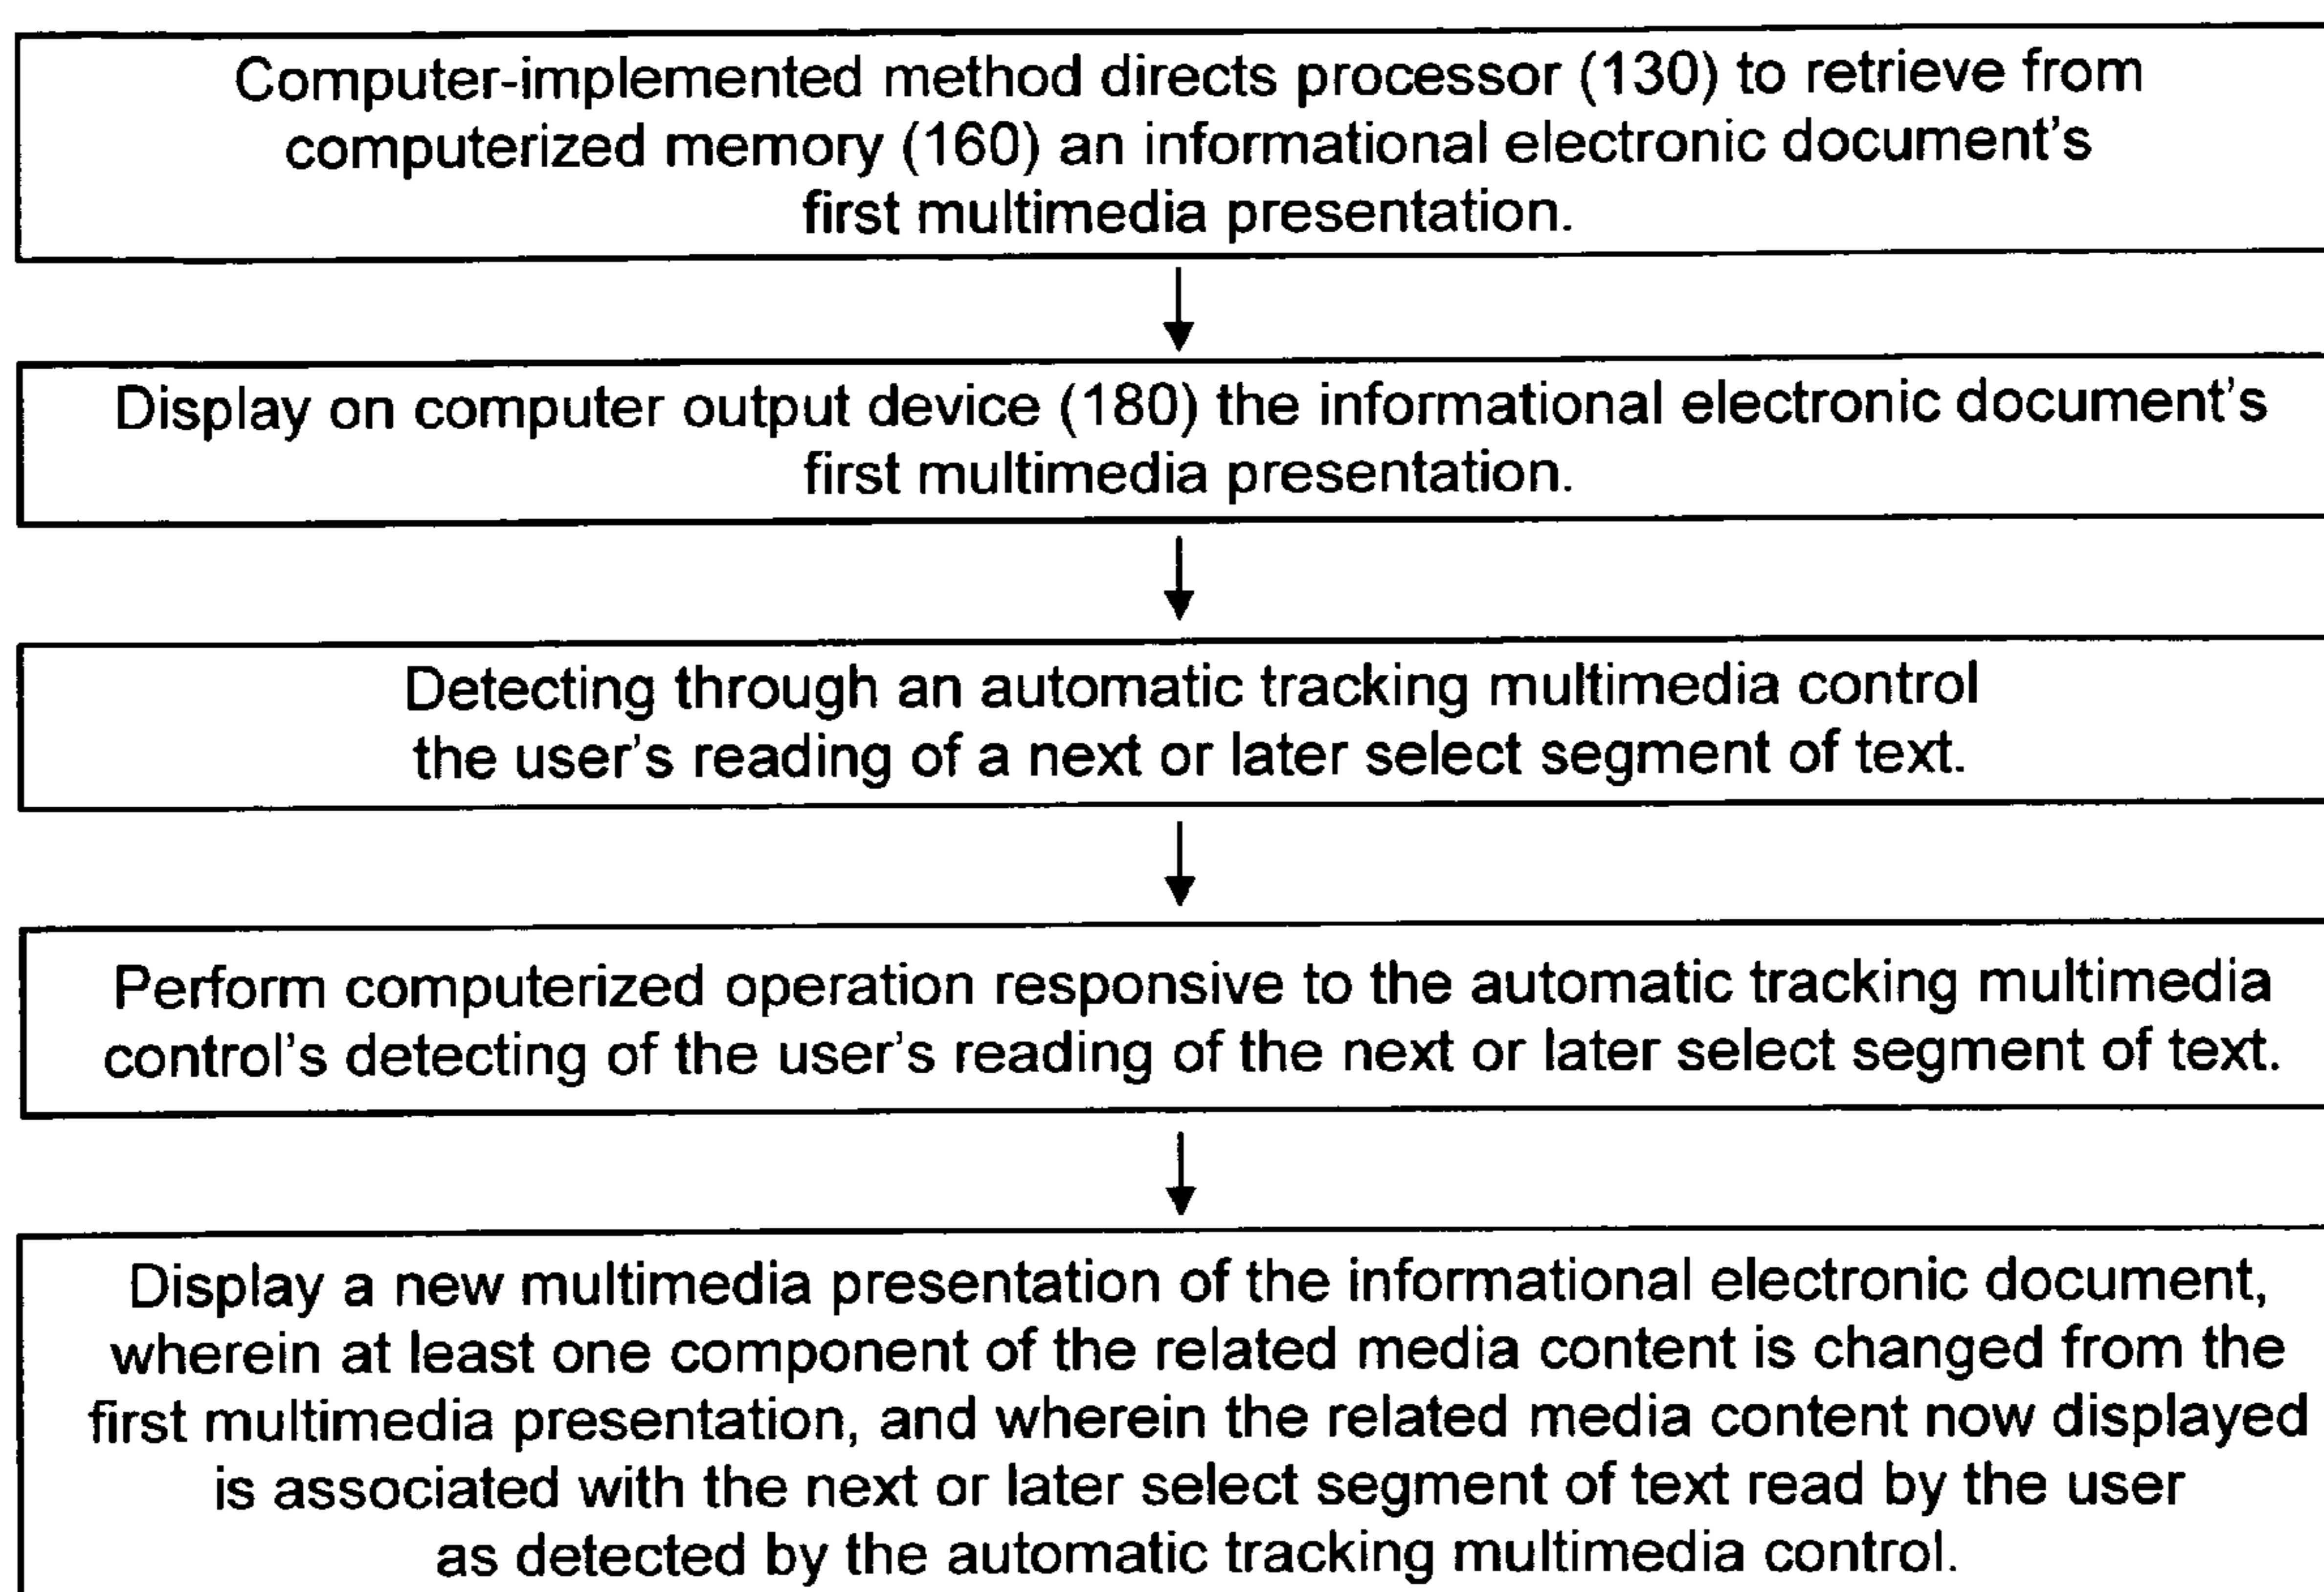 Computer-implemented method directs processor (130) to retrieve from
computerized memory (160) an informational electronic document's
first multimedia presentation.
Display on computer output device (180) the informational electronic document's
first multimedia presentation.
Detecting through an automatic tracking multimedia control
the user's reading of a next or later select segment of text.
Perform computerized operation responsive to the automatic tracking multimedia
control's detecting of the user's reading of the next or later select segment of text.
Display a new multimedia presentation of the informational electronic document,
wherein at least one component of the related media content is changed from the
first multimedia presentation, and wherein the related media content now displayed
is associated with the next or later select segment of text read by the user
as detected by the automatic tracking multimedia control.